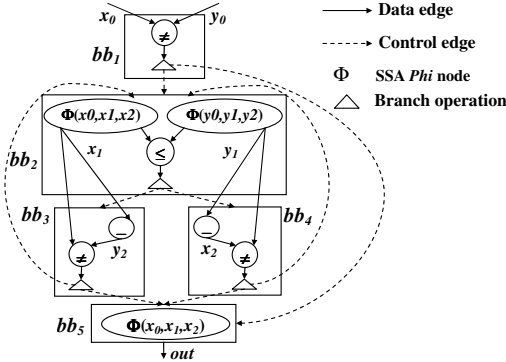 x0 y0
≠
bb1
Data edge
Control edge
Φ SSA Phi node
Branch operation
Φ(x0,x1,x2) Φ(y0,y1,y2)
x1 ≤ y1
bb2
bb3 bb4
– –
y2 x2
≠ ≠
bb5
Φ(x0,x1,x2)
out